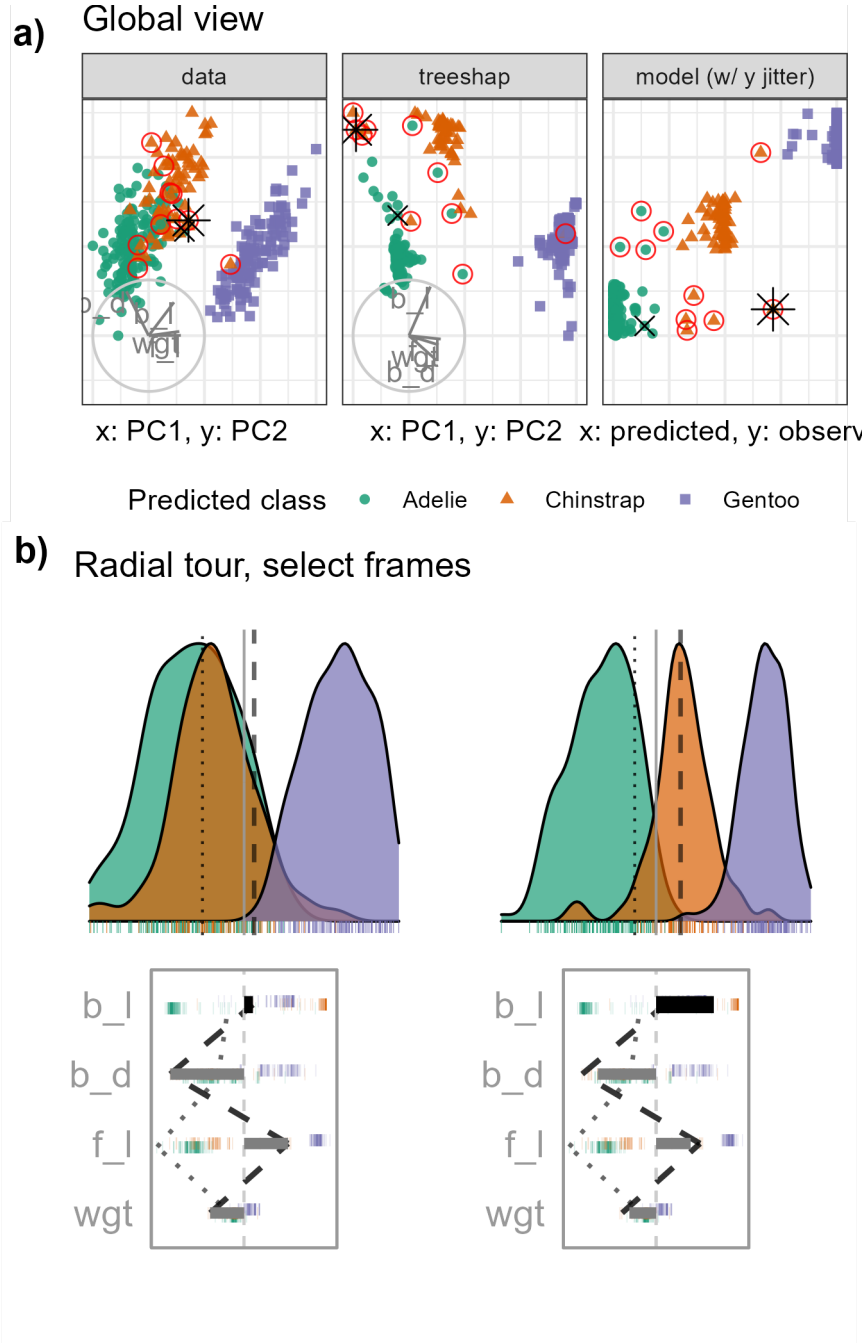 a)
Global view
data
treeshap
model (w/ y jitter)
b_d
b_l
wgt
b_l
wgt
b_d
x: PC1, y: PC2
x: PC1, y: PC2
x: predicted, y: observ
Predicted class
Adelie
Chinstrap
Gentoo
b)
Radial tour, select frames
b_l
b_l
b_d
b_d
f_l
f_l
wgt
wgt